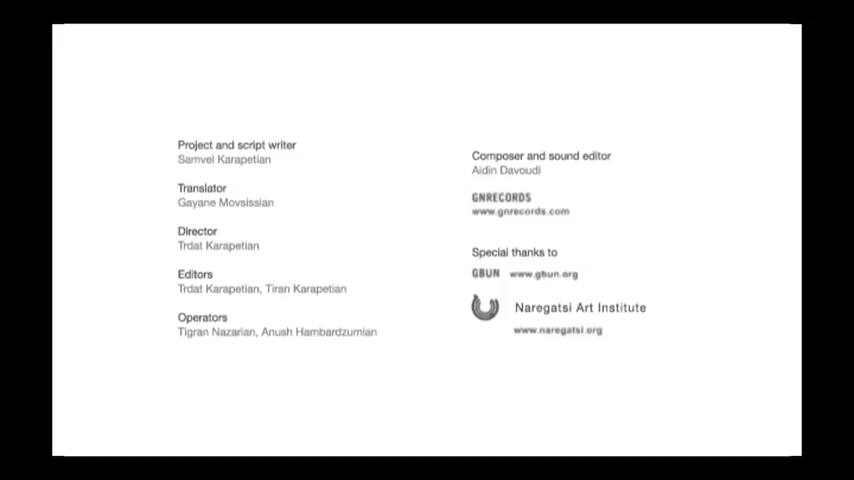 Project and script writer
Samvel Karapetian
Translator
Gayane Movsissian
Director
Trdat Karapetian
Editors
Trdat Karapetian, Tiran Karapetian
Operators
Tigran Nazarian, Anush Hambardzumian
Composer and sound editor
Aidin Davoudi
GNRECORDS
www.gnrecords.com
Special thanks to
GBUN www.gbun.org
Naregatsi Art Institute
www.naregatsi.org